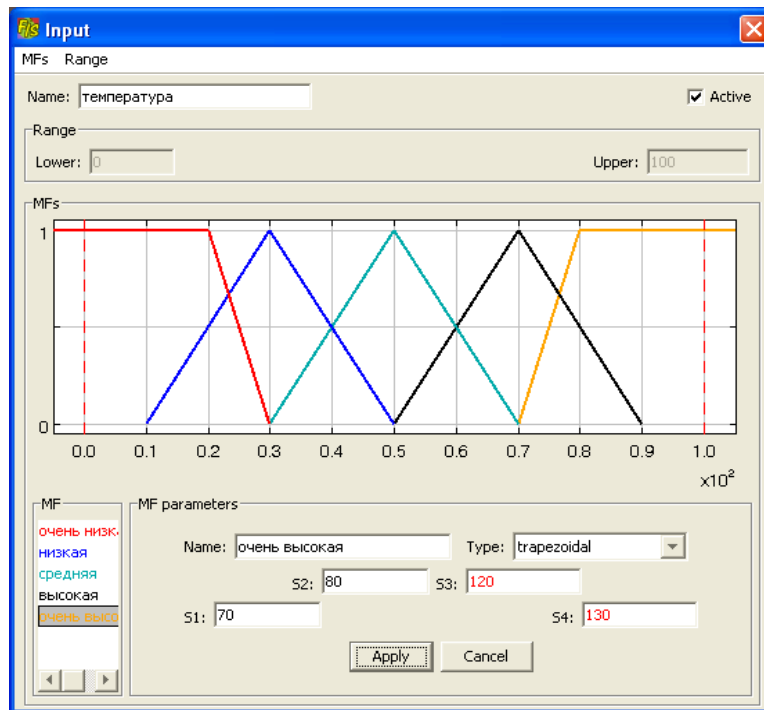 Fis Input
MFs Range
Name: температура Active
Range
Lower: 0 Upper: 100
MFs
1
0
0.0 0.1 0.2 0.3 0.4 0.5 0.6 0.7 0.8 0.9 1.0
x10²
MF
очень низк
низкая
средняя
высокая
очень высо
MF parameters
Name: очень высокая Type: trapezoidal
S2: 80 S3: 120
S1: 70 S4: 130
Apply Cancel